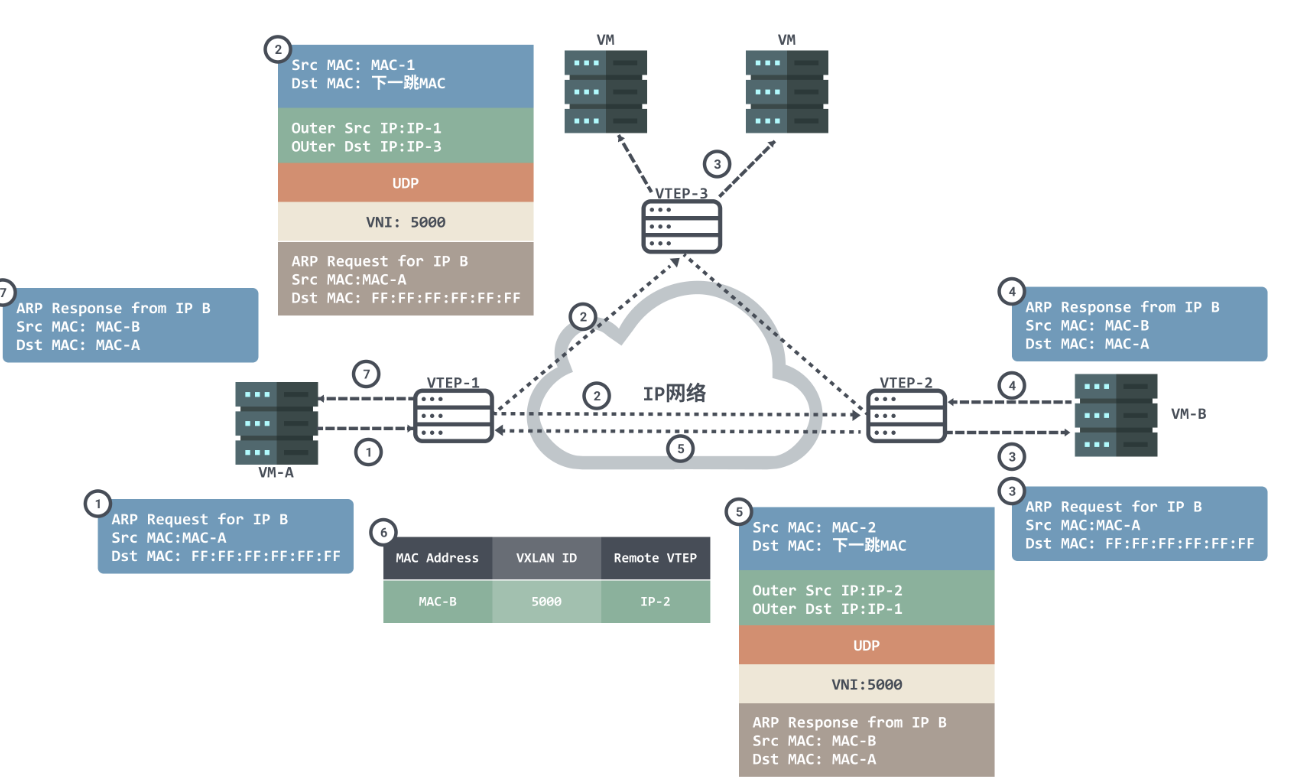 VM
VM
2
Src MAC: MAC-1
Dst MAC: 下一跳MAC
Outer Src IP:IP-1
OUter Dst IP:IP-3
UDP
VNI: 5000
ARP Request for IP B
Src MAC:MAC-A
Dst MAC: FF:FF:FF:FF:FF:FF
3
VTEP-3
7
ARP Response from IP B
Src MAC: MAC-B
Dst MAC: MAC-A
2
4
ARP Response from IP B
Src MAC: MAC-B
Dst MAC: MAC-A
7
VTEP-1
2
IP网络
VTEP-2
4
VM-B
1
5
3
VM-A
1
ARP Request for IP B
Src MAC:MAC-A
Dst MAC: FF:FF:FF:FF:FF:FF
3
ARP Request for IP B
Src MAC:MAC-A
Dst MAC: FF:FF:FF:FF:FF:FF
6
MAC Address VXLAN ID Remote VTEP
MAC-B 5000 IP-2
5
Src MAC: MAC-2
Dst MAC: 下一跳MAC
Outer Src IP:IP-2
OUter Dst IP:IP-1
UDP
VNI:5000
ARP Response from IP B
Src MAC: MAC-B
Dst MAC: MAC-A